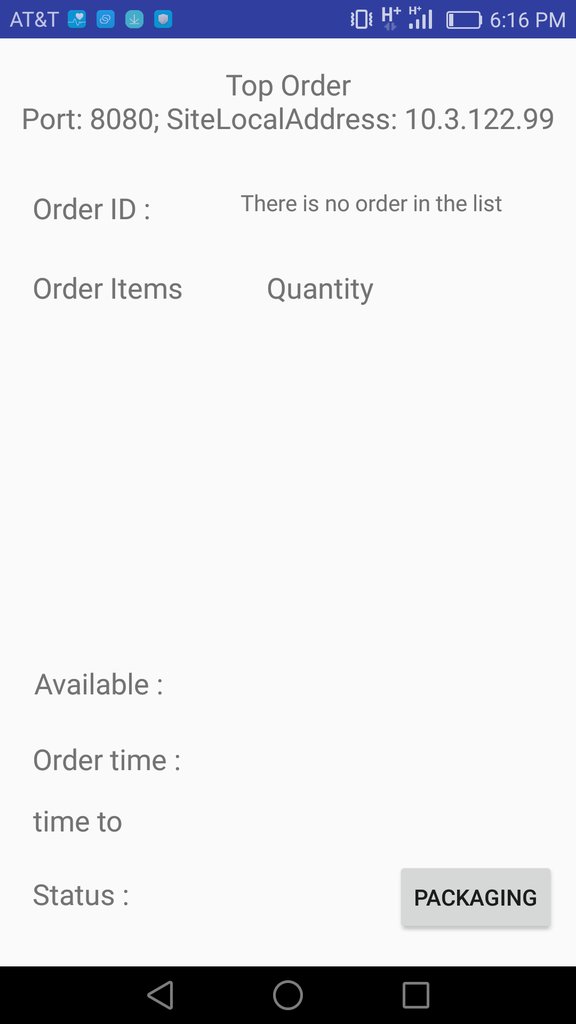 AT&T H+ H+ 6:16 PM
Top Order
Port: 8080; SiteLocalAddress: 10.3.122.99
Order ID : There is no order in the list
Order Items Quantity
Available :
Order time :
time to
Status : PACKAGING